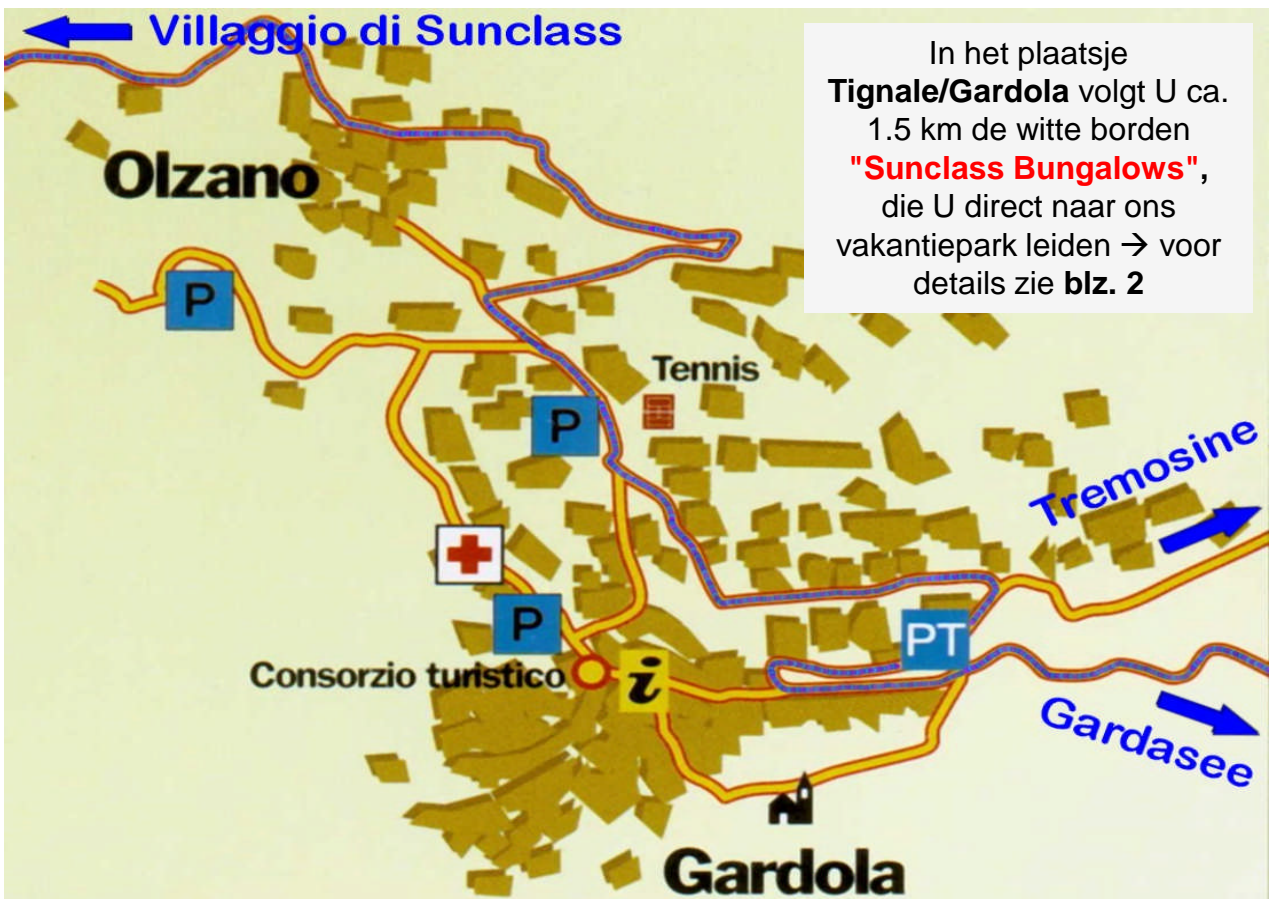 Villaggio di Sunclass
In het plaatsje
Tignale/Gardola volgt U ca.
1.5 km de witte borden
"Sunclass Bungalows",
die U direct naar ons
vakantiepark leiden → voor
details zie blz. 2
Olzano
P
Tennis
P
Tremosine
P
PT
Consorzio turistico
i
Gardasee
Gardola